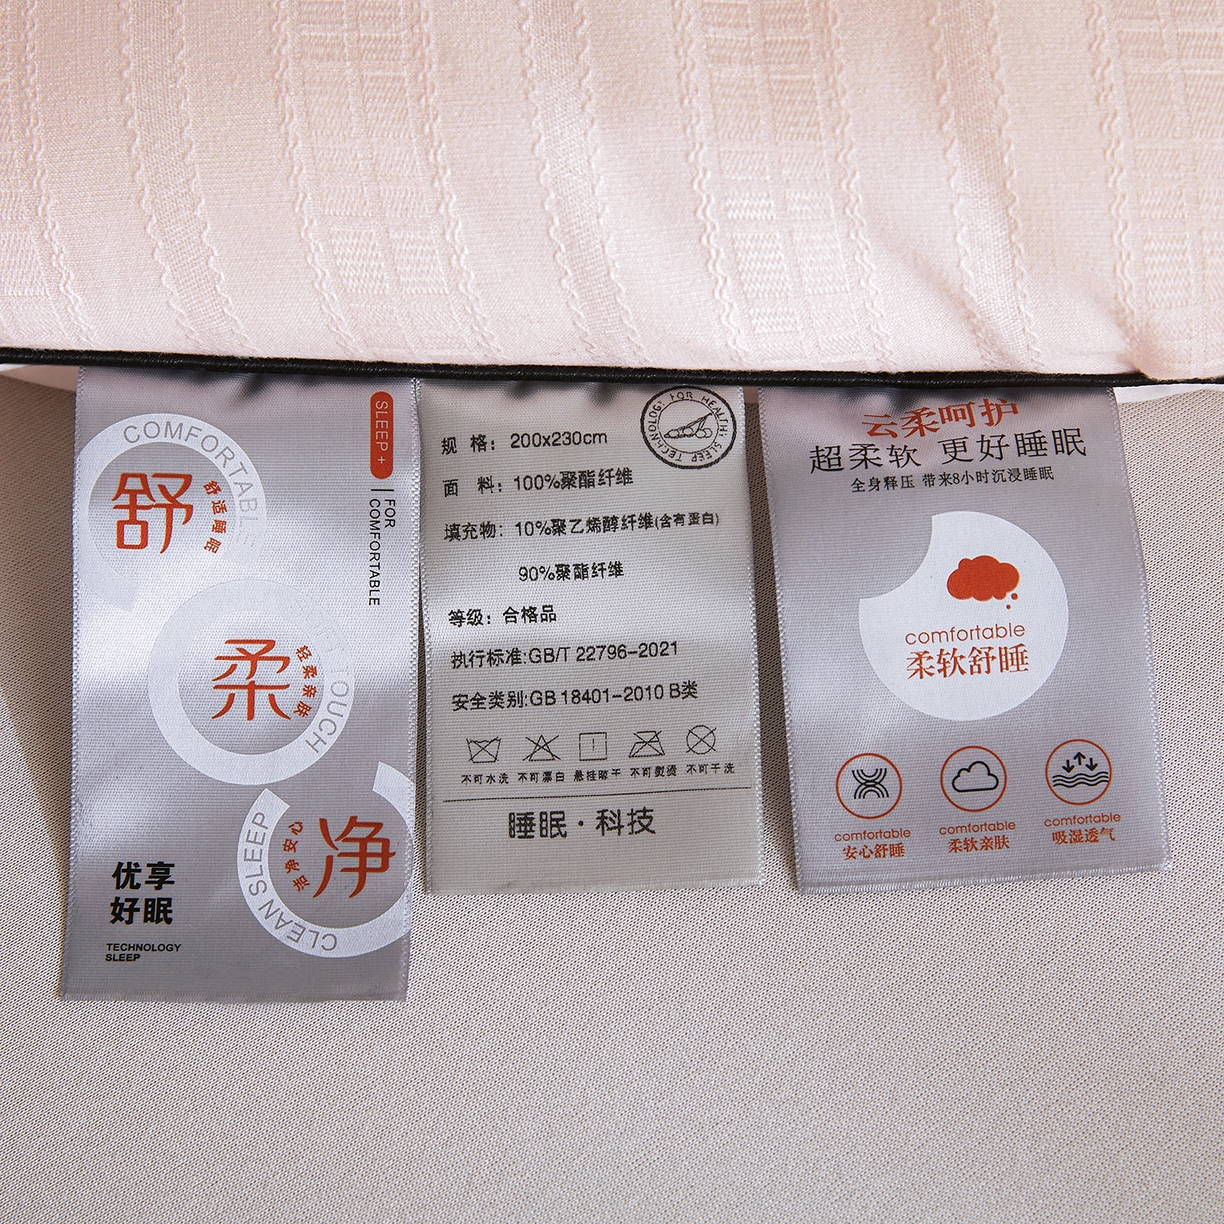 COMFORTABLE
舒
舒适睡眠
SLEEP+
FOR
COMFORTABLE
柔
轻柔亲肤
TOUCH
净
洁净安心
CLEAN SLEEP
优享
好眠
TECHNOLOGY
SLEEP
TECHNOLOGY FOR HEALTHY SLEEP
规 格: 200x230cm
面 料: 100%聚酯纤维
填充物: 10%聚乙烯醇纤维(含有蛋白)
90%聚酯纤维
等级: 合格品
执行标准:GB/T 22796-2021
安全类别:GB 18401-2010 B类
不可水洗 不可漂白 悬挂晾干 不可熨烫 不可干洗
睡眠·科技
云柔呵护
超柔软 更好睡眠
全身释压 带来8小时沉浸睡眠
comfortable
柔软舒睡
comfortable comfortable comfortable
安心舒睡 柔软亲肤 吸湿透气